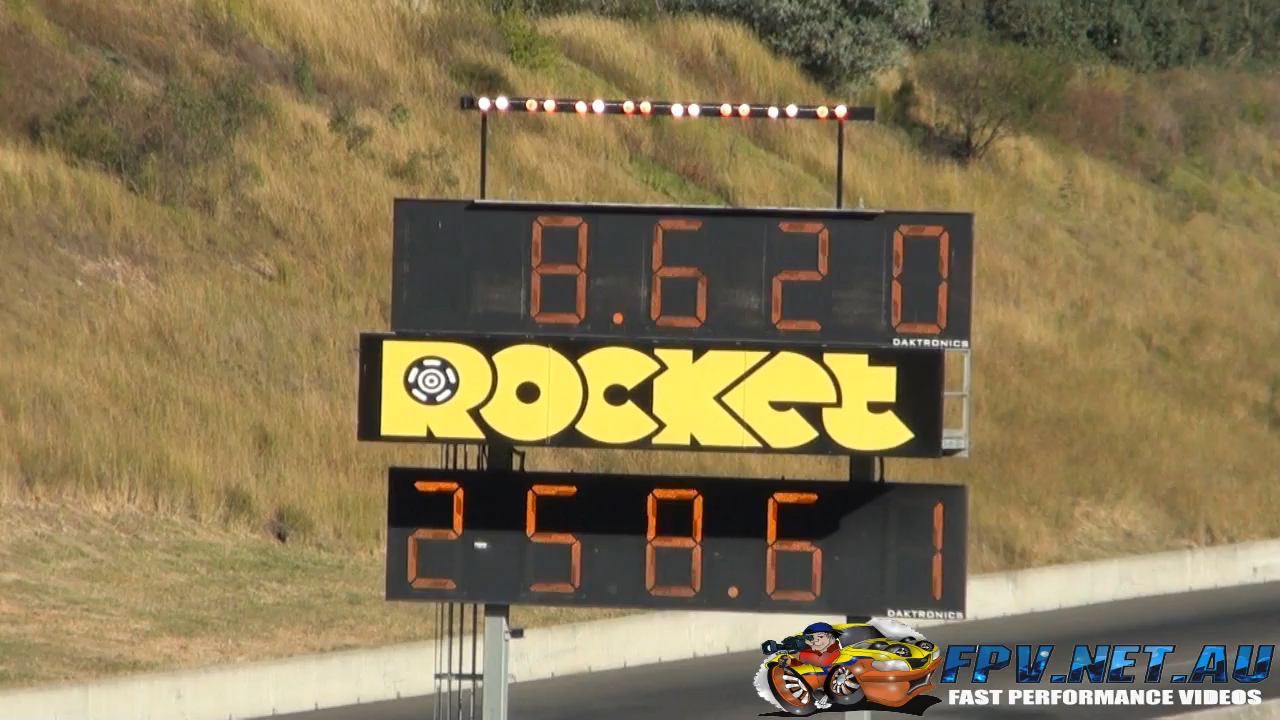 8.620
DAKTRONICS
ROCKET
258.61
DAKTRONICS
FPV.NET.AU
FAST PERFORMANCE VIDEOS